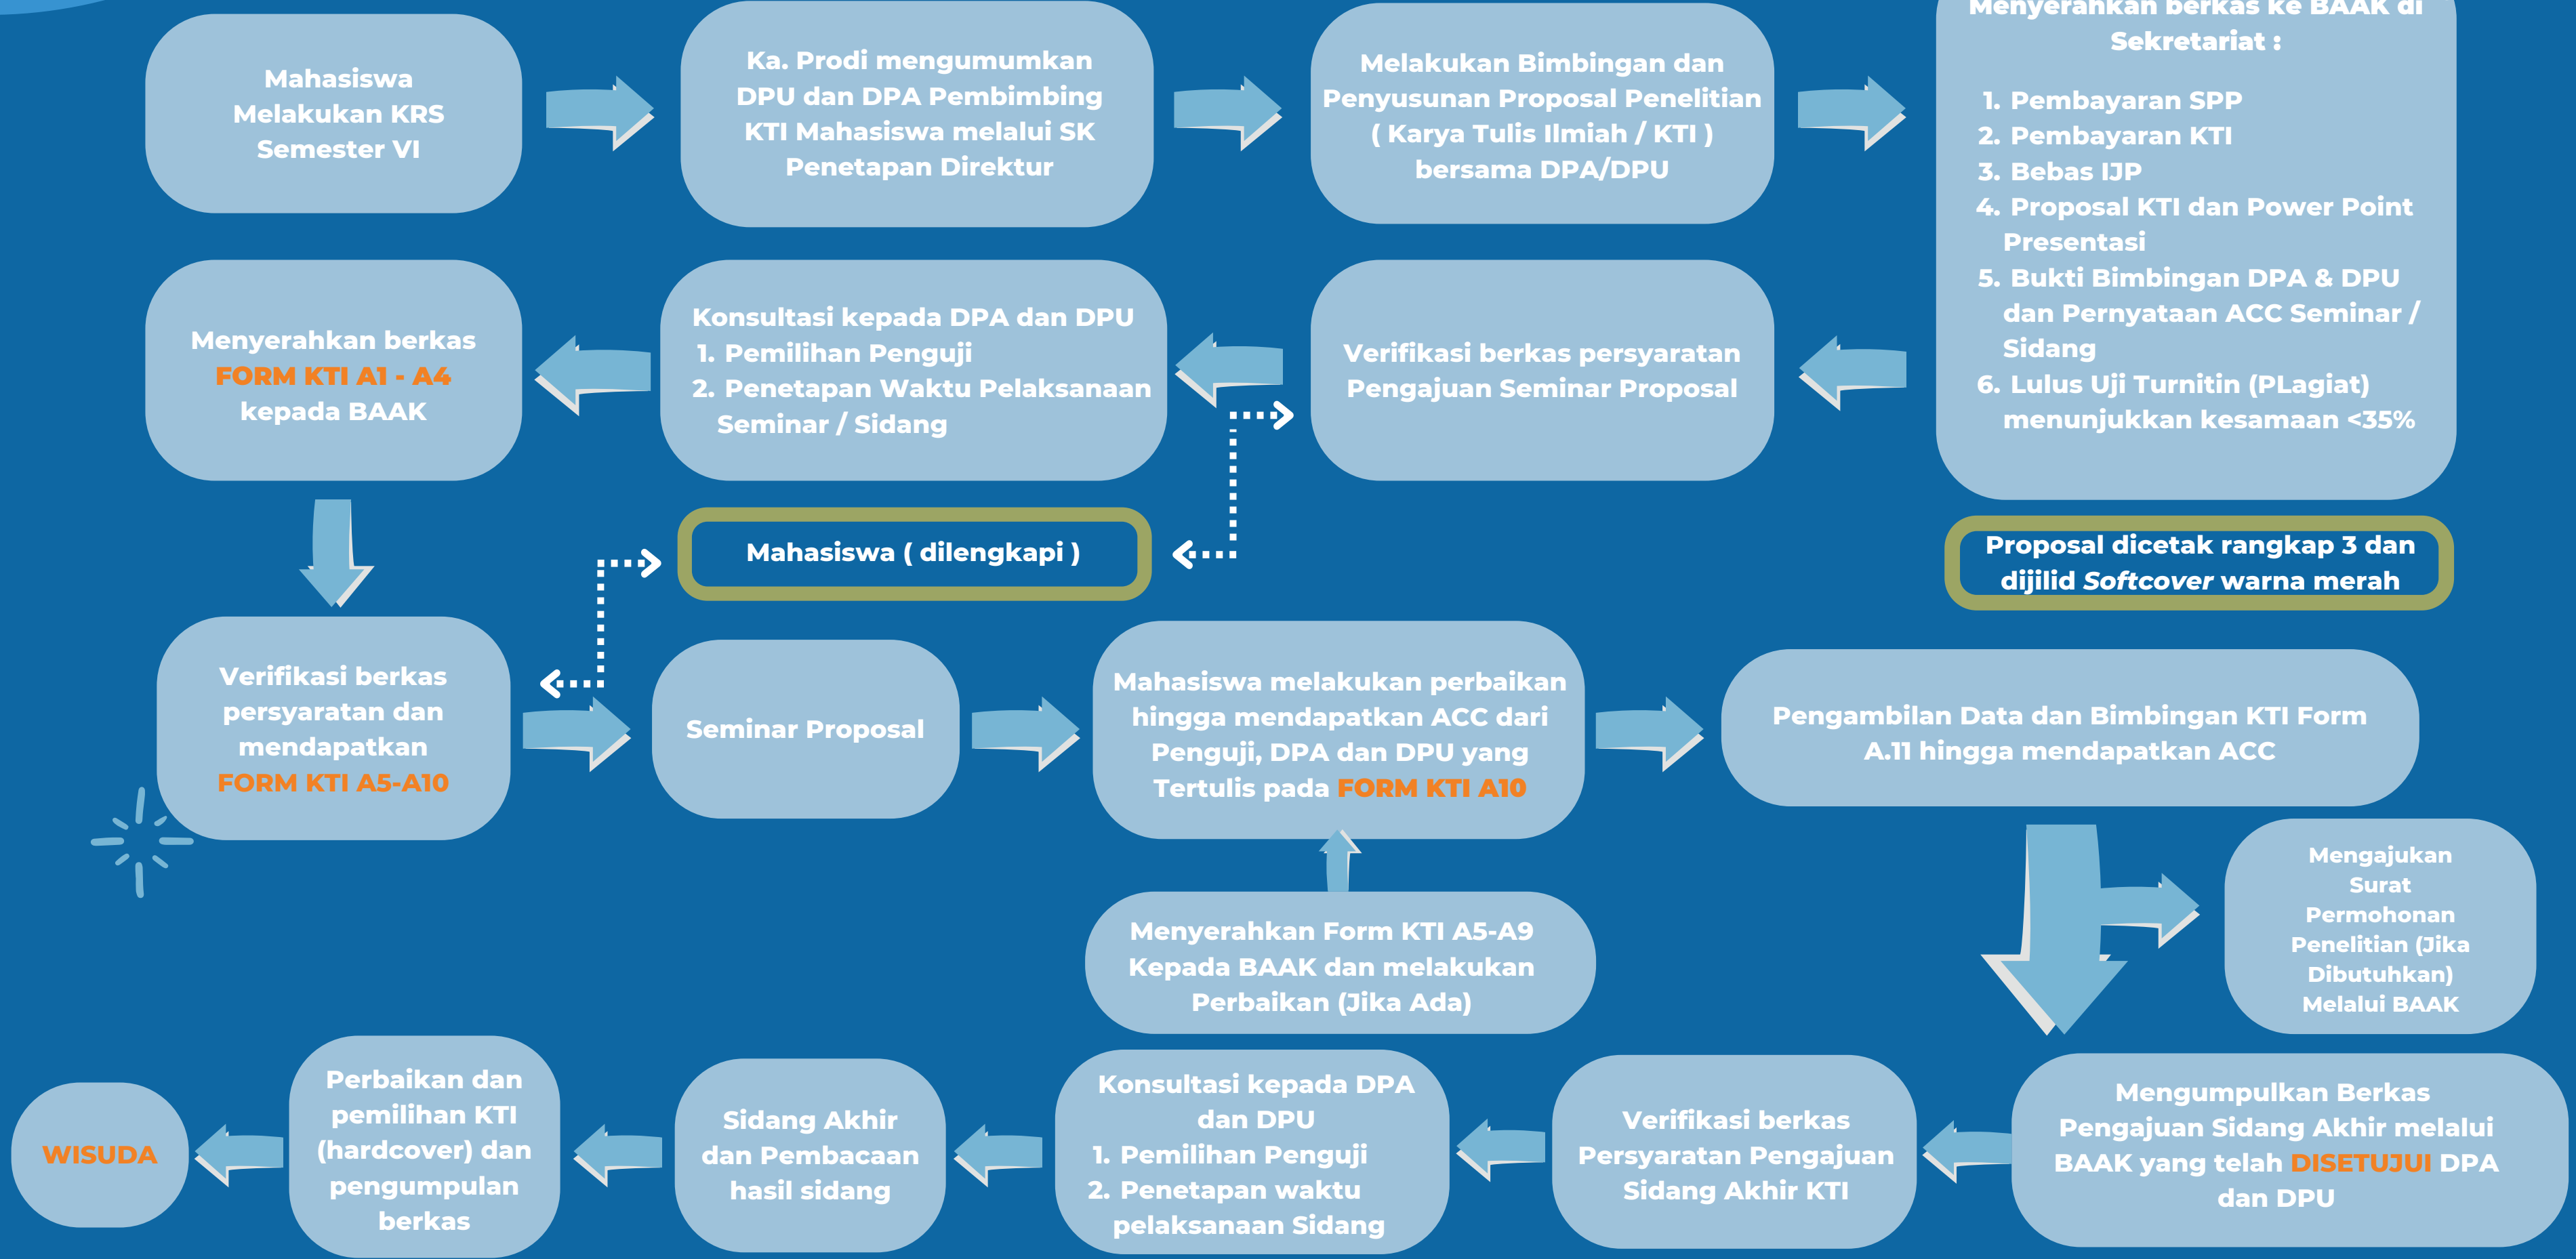 Mahasiswa
Melakukan KRS
Semester VI
Ka. Prodi mengumumkan
DPU dan DPA Pembimbing
KTI Mahasiswa melalui SK
Penetapan Direktur
Melakukan Bimbingan dan
Penyusunan Proposal Penelitian
( Karya Tulis Ilmiah / KTI )
bersama DPA/DPU
Menyerahkan berkas ke BAAK di
Sekretariat :
1. Pembayaran SPP
2. Pembayaran KTI
3. Bebas IJP
4. Proposal KTI dan Power Point
Presentasi
5. Bukti Bimbingan DPA & DPU
dan Pernyataan ACC Seminar /
Sidang
6. Lulus Uji Turnitin (PLagiat)
menunjukkan kesamaan <35%
Proposal dicetak rangkap 3 dan
dijilid Softcover warna merah
Verifikasi berkas persyaratan
Pengajuan Seminar Proposal
Konsultasi kepada DPA dan DPU
1. Pemilihan Penguji
2. Penetapan Waktu Pelaksanaan
Seminar / Sidang
Menyerahkan berkas
FORM KTI A1 - A4
kepada BAAK
Mahasiswa ( dilengkapi )
Verifikasi berkas
persyaratan dan
mendapatkan
FORM KTI A5-A10
Seminar Proposal
Mahasiswa melakukan perbaikan
hingga mendapatkan ACC dari
Penguji, DPA dan DPU yang
Tertulis pada FORM KTI A10
Menyerahkan Form KTI A5-A9
Kepada BAAK dan melakukan
Perbaikan (Jika Ada)
Pengambilan Data dan Bimbingan KTI Form
A.11 hingga mendapatkan ACC
Mengajukan
Surat
Permohonan
Penelitian (Jika
Dibutuhkan)
Melalui BAAK
Mengumpulkan Berkas
Pengajuan Sidang Akhir melalui
BAAK yang telah DISETUJUI DPA
dan DPU
Verifikasi berkas
Persyaratan Pengajuan
Sidang Akhir KTI
Konsultasi kepada DPA
dan DPU
1. Pemilihan Penguji
2. Penetapan waktu
pelaksanaan Sidang
Sidang Akhir
dan Pembacaan
hasil sidang
Perbaikan dan
pemilihan KTI
(hardcover) dan
pengumpulan
berkas
WISUDA